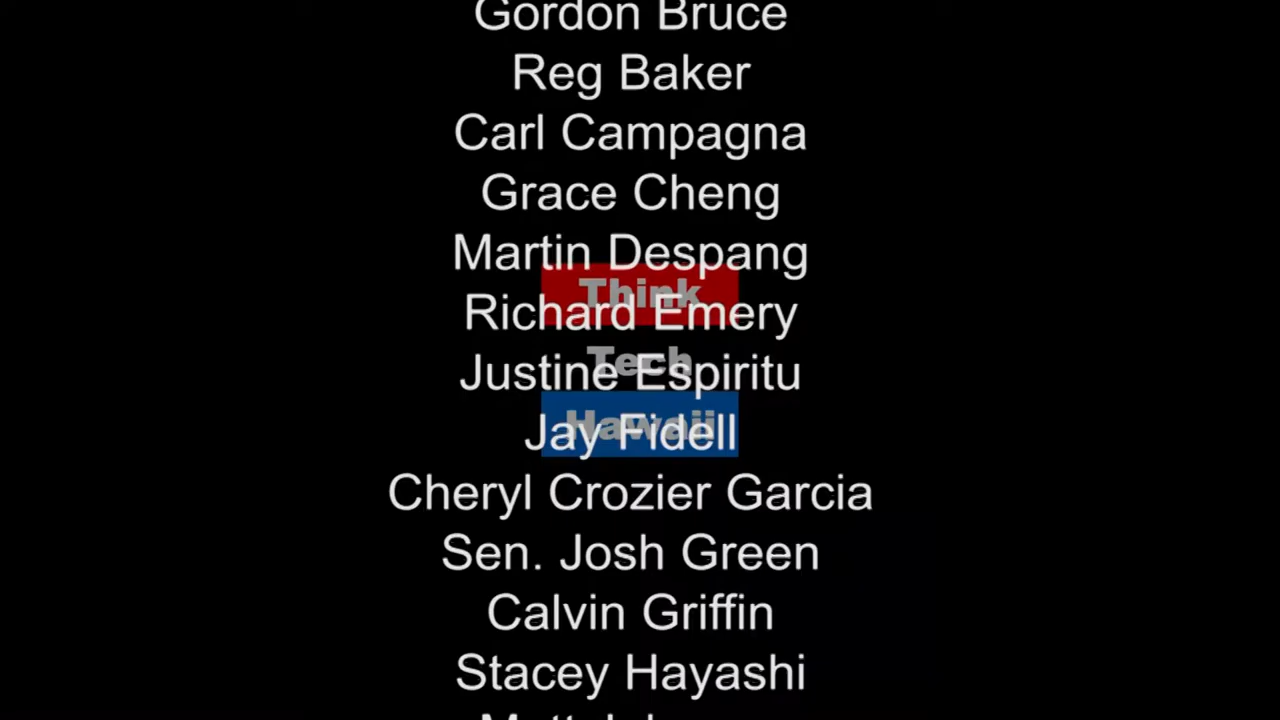 Gordon Bruce
Reg Baker
Carl Campagna
Grace Cheng
Martin Despang
Think
Richard Emery
Tech
Justine Espiritu
Hawaii
Jay Fidell
Cheryl Crozier Garcia
Sen. Josh Green
Calvin Griffin
Stacey Hayashi